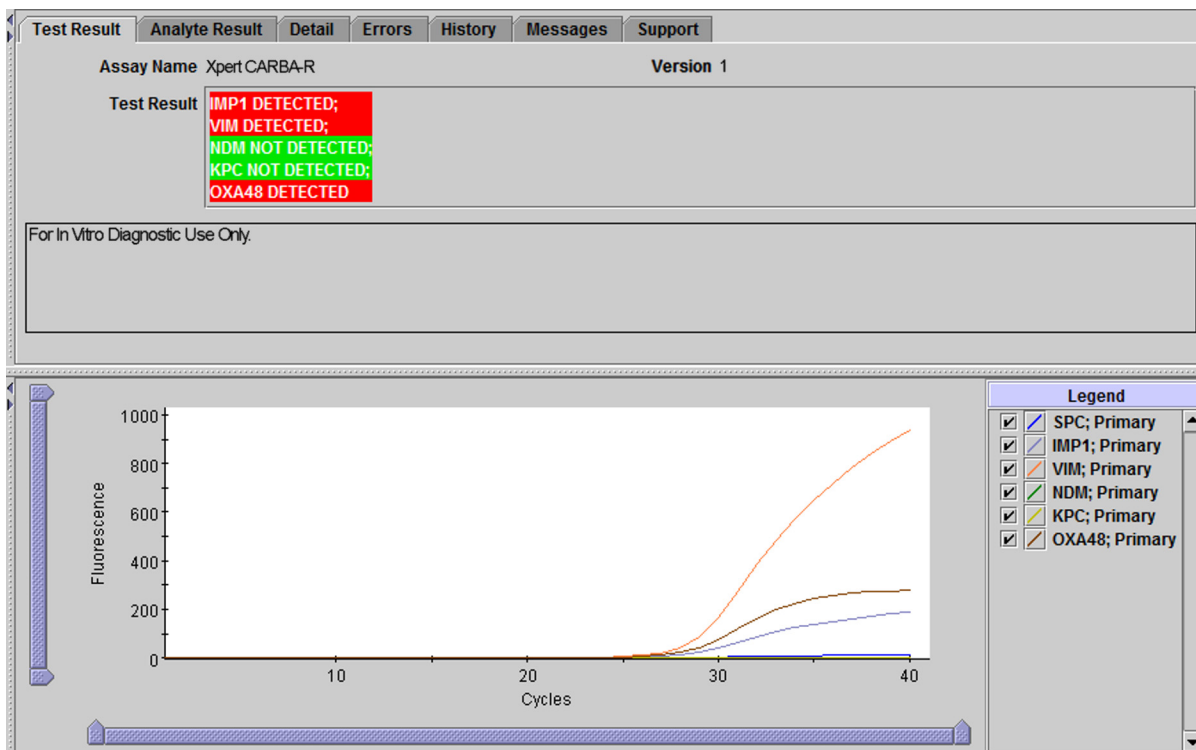 Test Result Analyte Result Detail Errors History Messages Support
Assay Name Xpert CARBA-R Version 1
Test Result IMP1 DETECTED;
VIM DETECTED;
NDM NOT DETECTED;
KPC NOT DETECTED;
OXA48 DETECTED
For In Vitro Diagnostic Use Only.
1000
800
600
400
200
0
Fluorescence
10 20 30 40
Cycles
Legend
SPC; Primary
IMP1; Primary
VIM; Primary
NDM; Primary
KPC; Primary
OXA48; Primary